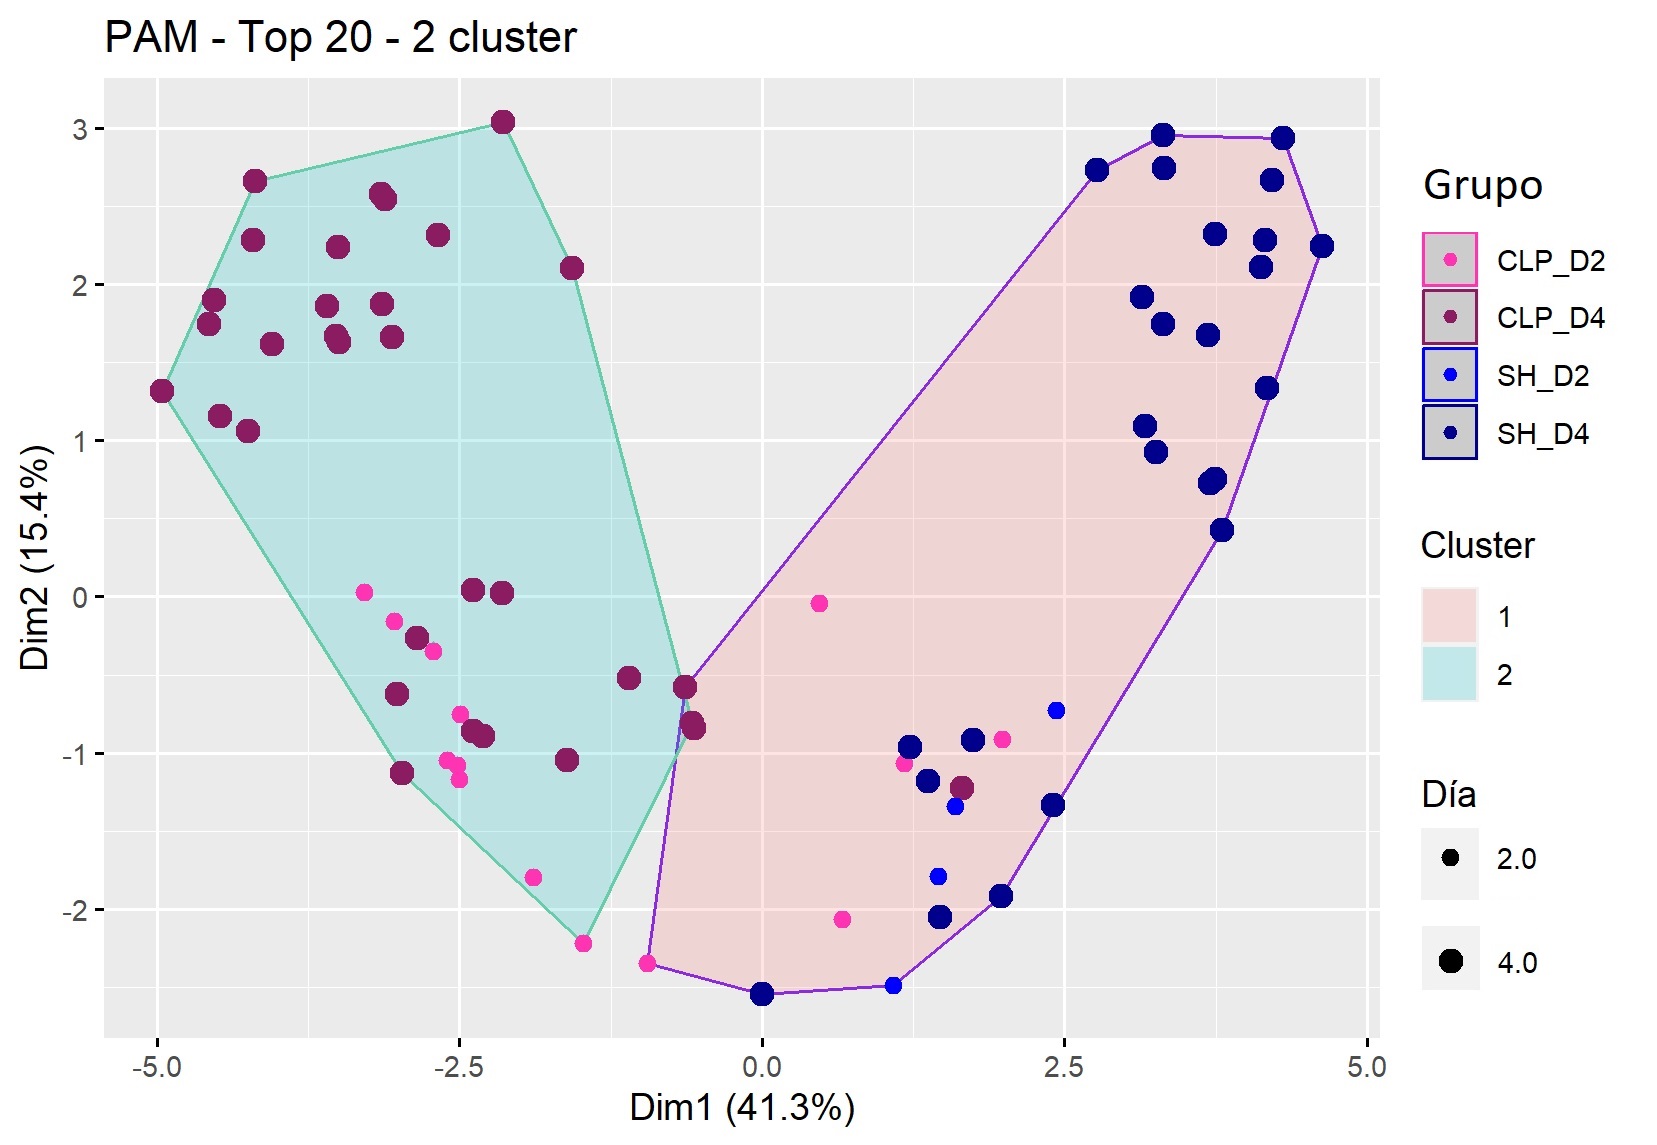 PAM - Top 20 - 2 cluster
3
2
1
0
-1
-2
Dim2 (15.4%)
-5.0
-2.5
0.0
2.5
5.0
Dim1 (41.3%)
Grupo
CLP_D2
CLP_D4
SH_D2
SH_D4
Cluster
1
2
Día
2.0
4.0